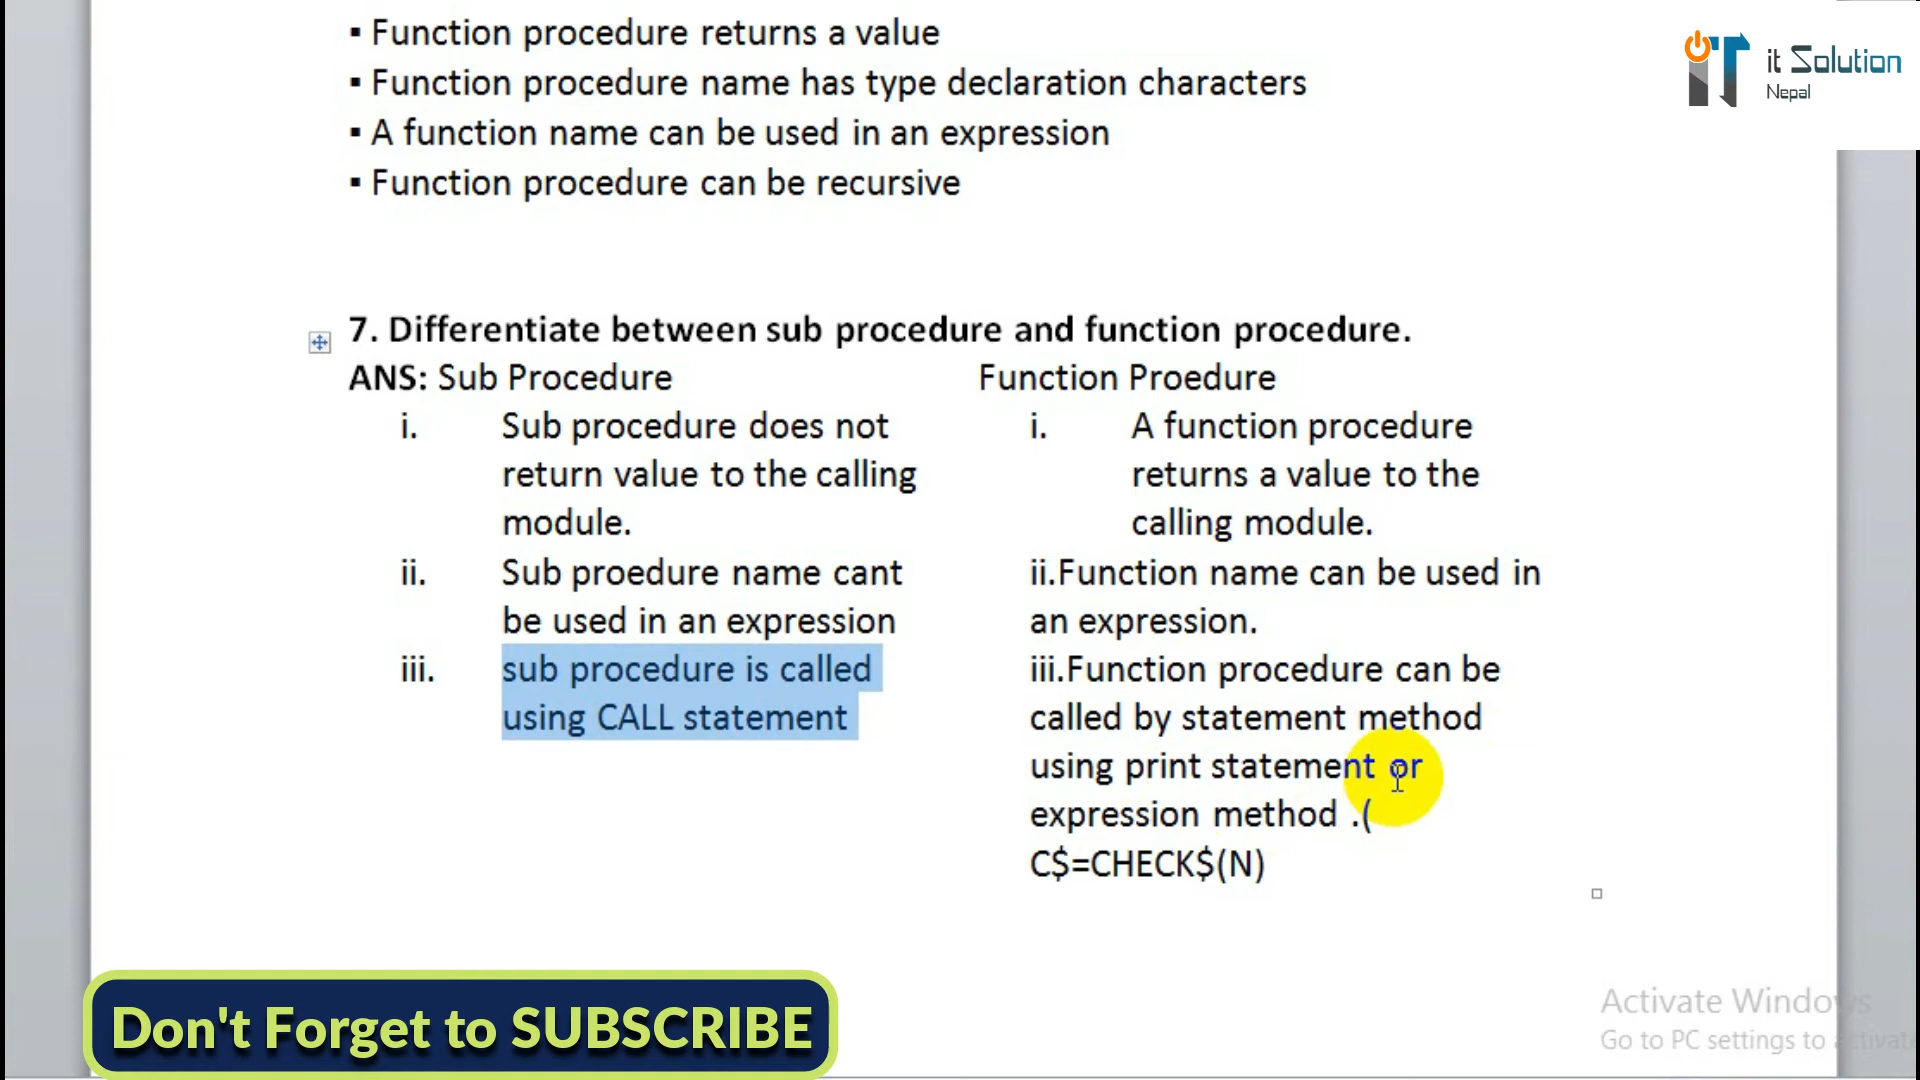 ▪ Function procedure returns a value
▪ Function procedure name has type declaration characters
▪ A function name can be used in an expression
▪ Function procedure can be recursive
it Solution
Nepal
7. Differentiate between sub procedure and function procedure.
ANS: Sub Procedure
i. Sub procedure does not
return value to the calling
module.
ii. Sub proedure name cant
be used in an expression
iii. sub procedure is called
using CALL statement
Function Proedure
i. A function procedure
returns a value to the
calling module.
ii.Function name can be used in
an expression.
iii.Function procedure can be
called by statement method
using print statement or
expression method .(
C$=CHECK$(N)
Don't Forget to SUBSCRIBE
Activate Windows
Go to PC settings to activate